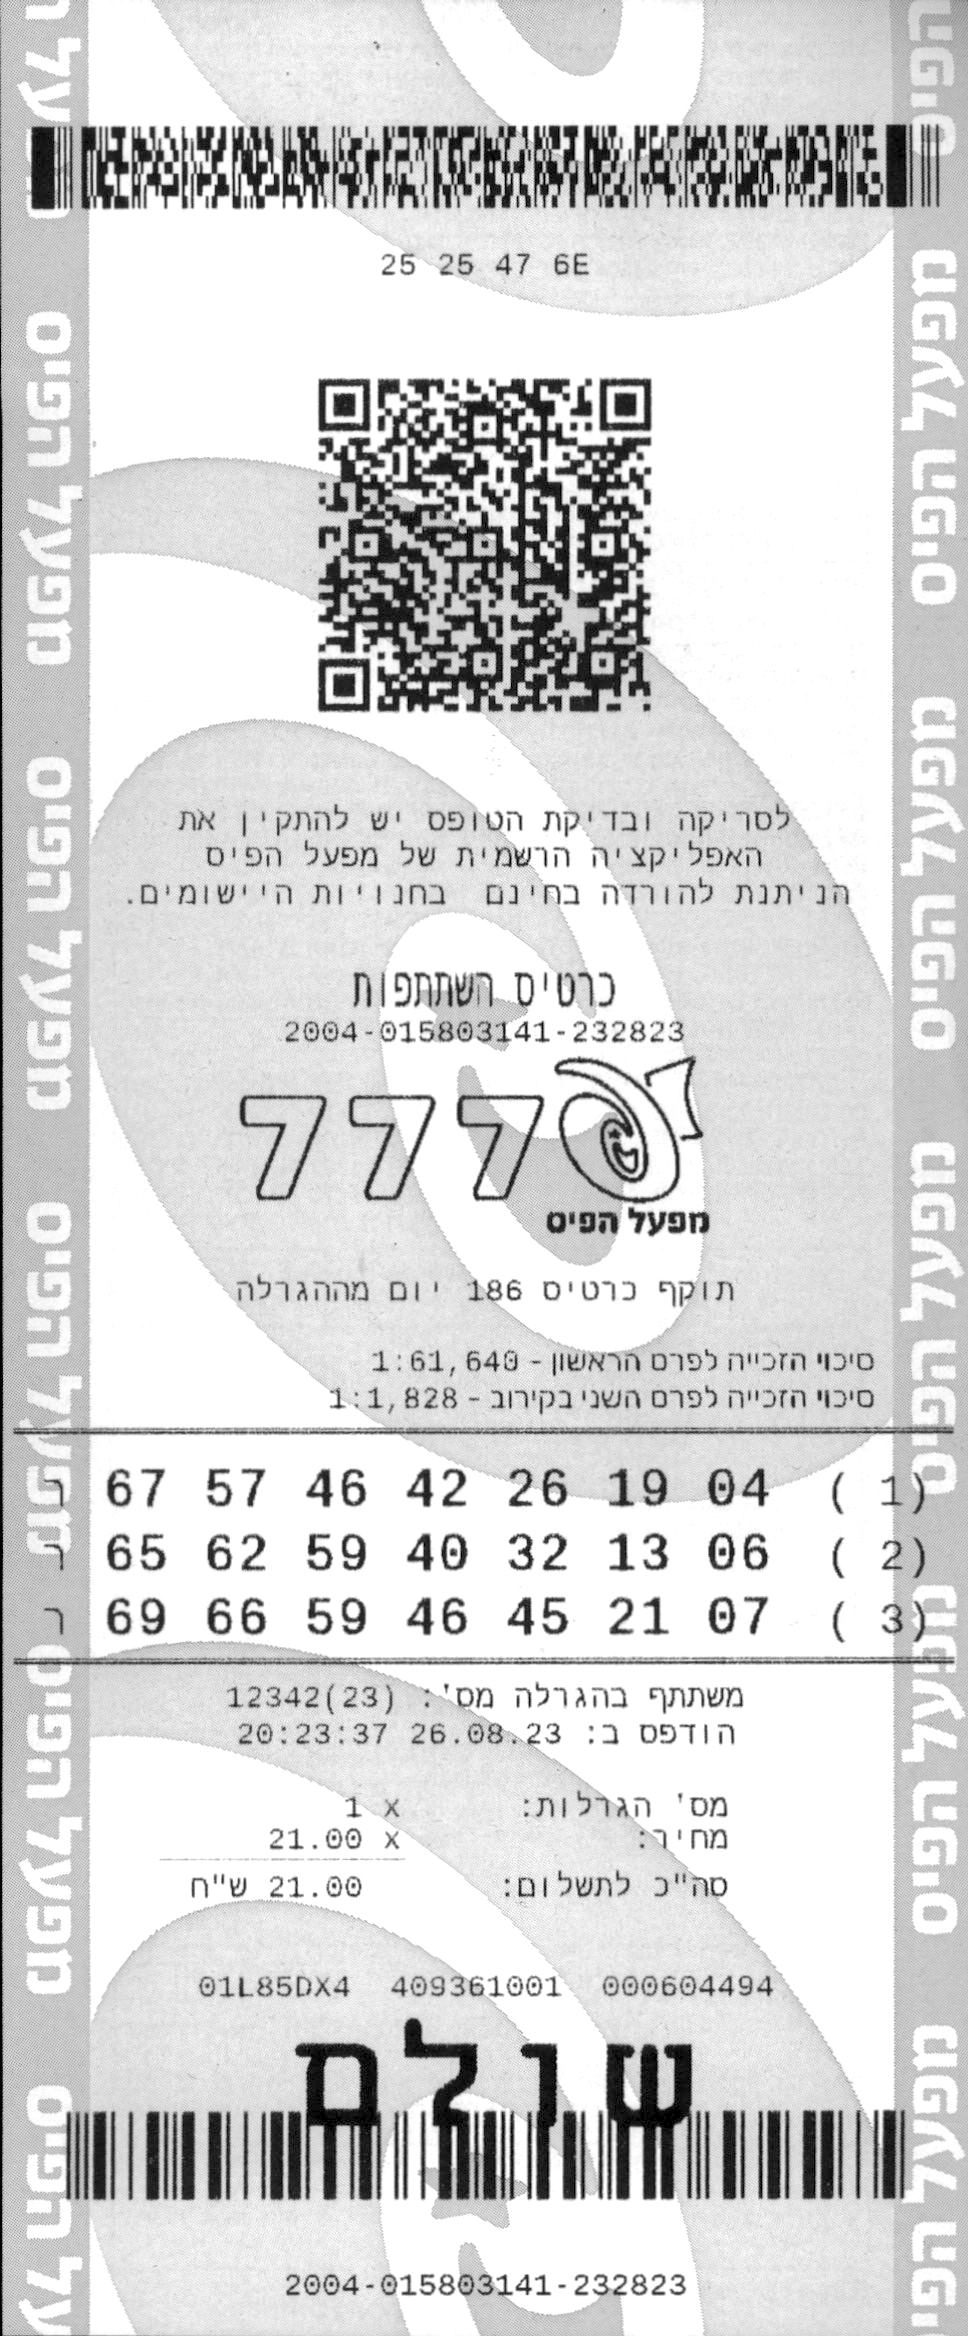 25 25 47 6E
לסריקה ובדיקת הטופס יש להתקין את
האפליקציה הרשמית של מפעל הפיס
הניתנת להורדה בחינם בחנויות היישומים.
כרטיס השתתפות
2004-015803141-232823
777
מפעל הפיס
תוקף כרטיס 186 יום מההגרלה
סיכוי הזכייה לפרס הראשון - 1:61,640
סיכוי הזכייה לפרס השני בקירוב - 1:1,828
( 1) 04 19 26 42 46 57 67 ר
( 2) 06 13 32 40 59 62 65 ר
( 3) 07 21 45 46 59 66 69 ר
משתתף בהגרלה מס': 12342(23)
הודפס ב: 26.08.23 20:23:37
מס' הגרלות: x 1
מחיר: x 21.00
סה"כ לתשלום: 21.00 ש"ח
01L85DX4 409361001 000604494
שולם
2004-015803141-232823
מפעל הפיס מפעל הפיס מפעל הפיס מפעל הפיס מפעל הפיס
מפעל הפיס מפעל הפיס מפעל הפיס מפעל הפיס